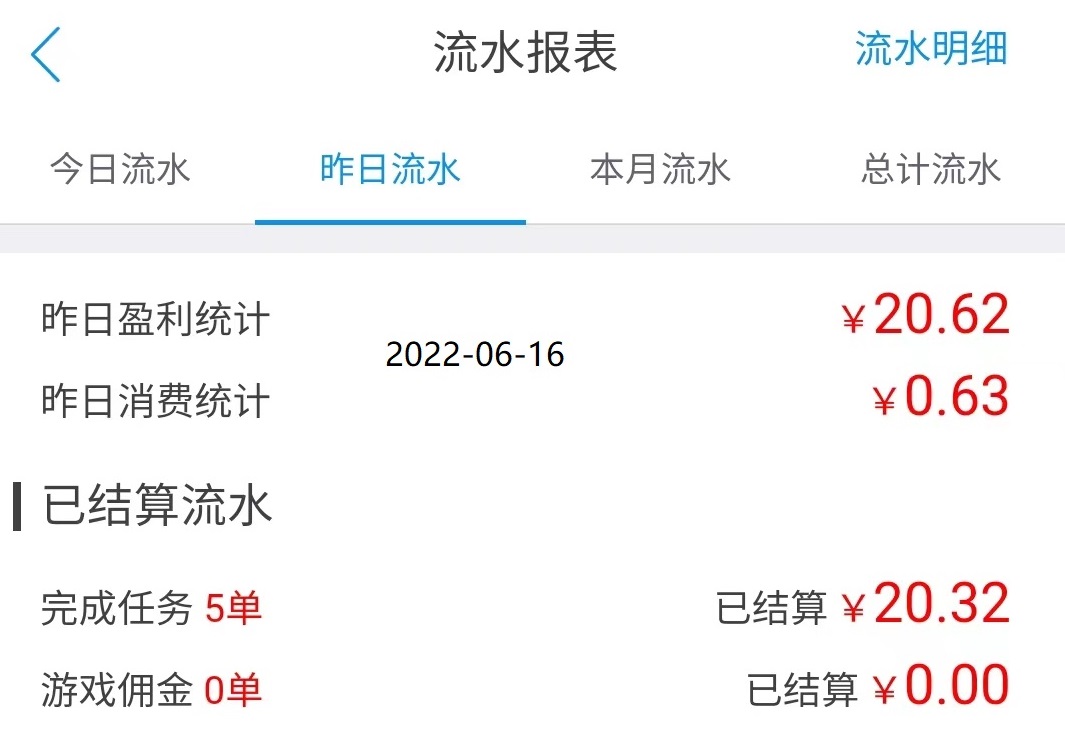 流水报表 流水明细
今日流水 昨日流水 本月流水 总计流水
昨日盈利统计 ¥20.62
2022-06-16
昨日消费统计 ¥0.63
已结算流水
完成任务 5单 已结算 ¥20.32
游戏佣金 0单 已结算 ¥0.00